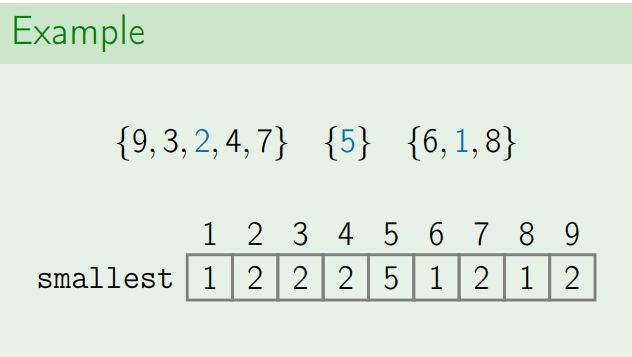 Example
{9, 3, 2, 4, 7} {5} {6, 1, 8}
1 2 3 4 5 6 7 8 9
smallest 1 2 2 2 5 1 2 1 2